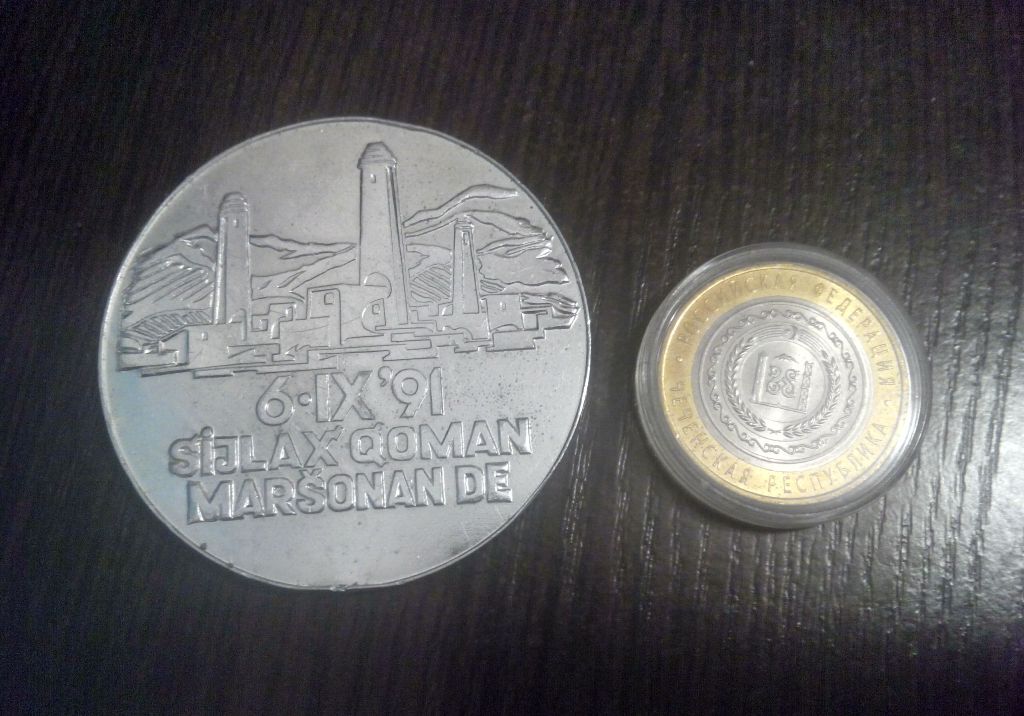 6·IX'91
SİJLAX QOMAN
MARŠONAN DE
РОССИЙСКАЯ ФЕДЕРАЦИЯ
ЧЕЧЕНСКАЯ РЕСПУБЛИКА